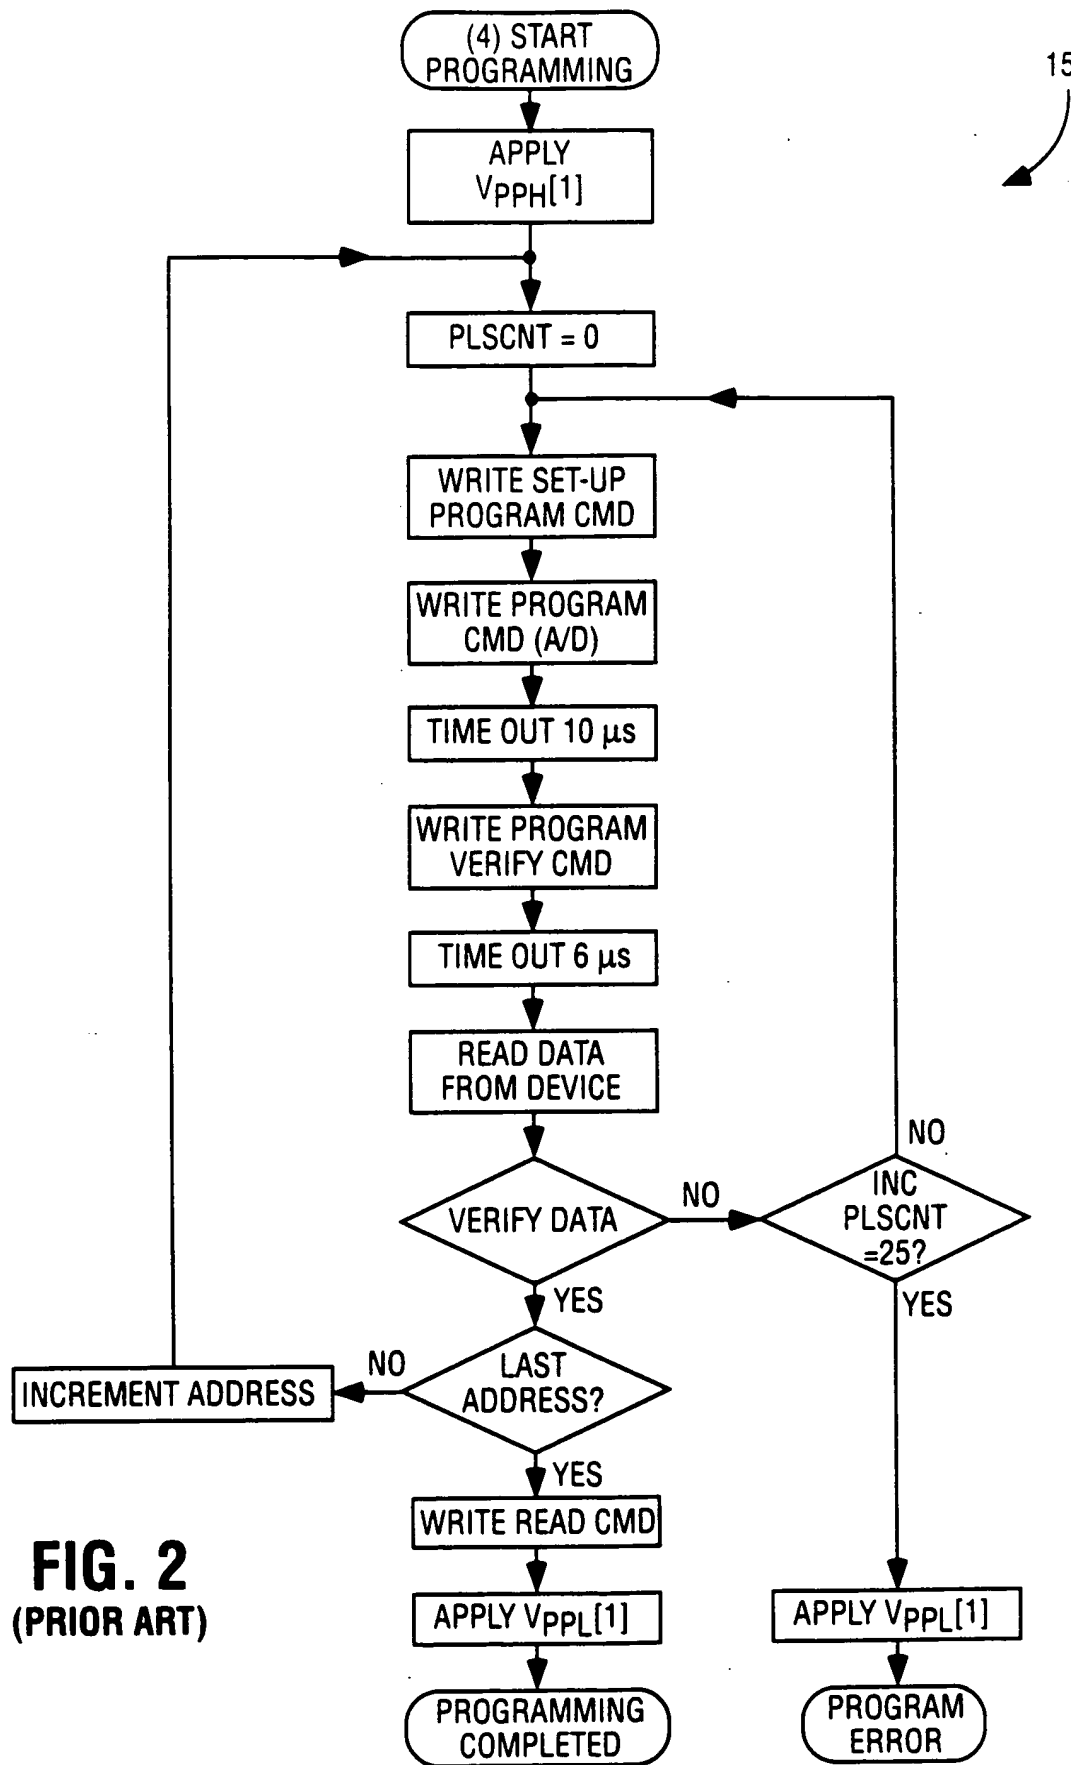 (4) START
PROGRAMMING
15
APPLY
VPPH[1]
PLSCNT = 0
WRITE SET-UP
PROGRAM CMD
WRITE PROGRAM
CMD (A/D)
TIME OUT 10 μs
WRITE PROGRAM
VERIFY CMD
TIME OUT 6 μs
READ DATA
FROM DEVICE
VERIFY DATA
NO
INC
PLSCNT
=25?
NO
YES
YES
LAST
ADDRESS?
NO
INCREMENT ADDRESS
YES
WRITE READ CMD
APPLY VPPL[1]
PROGRAMMING
COMPLETED
APPLY VPPL[1]
PROGRAM
ERROR
FIG. 2
(PRIOR ART)